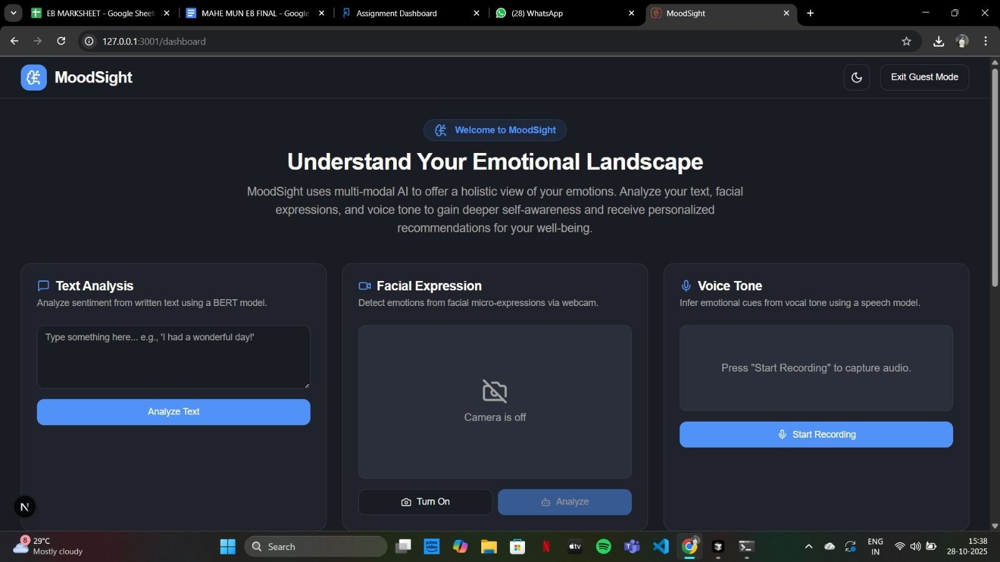 EB MARKSHEET - Google Sheet
MAHE MUN EB FINAL - Google
Assignment Dashboard
(28) WhatsApp
MoodSight
127.0.0.1:3001/dashboard
MoodSight
Exit Guest Mode
Welcome to MoodSight
Understand Your Emotional Landscape
MoodSight uses multi-modal AI to offer a holistic view of your emotions. Analyze your text, facial
expressions, and voice tone to gain deeper self-awareness and receive personalized
recommendations for your well-being.
Text Analysis
Analyze sentiment from written text using a BERT model.
Type something here... e.g., 'I had a wonderful day!'
Analyze Text
Facial Expression
Detect emotions from facial micro-expressions via webcam.
Camera is off
Turn On
Analyze
Voice Tone
Infer emotional cues from vocal tone using a speech model.
Press "Start Recording" to capture audio.
Start Recording
N
8
29°C
Mostly cloudy
Search
prime video
N
tv
T
ENG
IN
15:38
28-10-2025